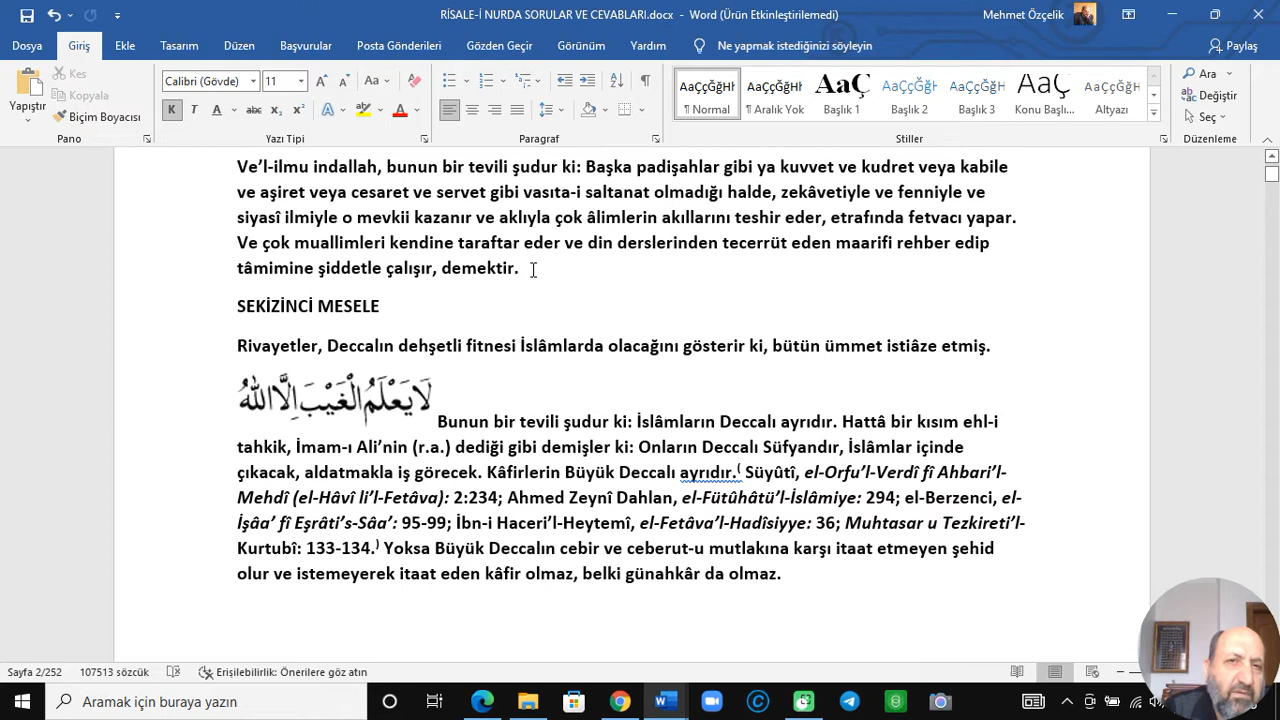 RİSALE-İ NURDA SORULAR VE CEVABLARI.docx - Word (Ürün Etkinleştirilemedi)
Mehmet Özçelik
Dosya Giriş Ekle Tasarım Düzen Başvurular Posta Gönderileri Gözden Geçir Görünüm Yardım Ne yapmak istediğinizi söyleyin Paylaş
Yapıştır
Kes
Kopyala
Biçim Boyacısı
Calibri (Gövde) 11
AaÇçĞğHł AaÇçĞğHł AaÇ AaÇçĞğŀ AaÇçĞğH AaÇçĞ AaÇçĞğH
¶ Normal ¶ Aralık Yok Başlık 1 Başlık 2 Başlık 3 Konu Başlı... Altyazı
Ara
Değiştir
Seç
Pano Yazı Tipi Paragraf Stiller Düzenleme
Ve’l-ilmu indallah, bunun bir tevili şudur ki: Başka padişahlar gibi ya kuvvet ve kudret veya kabile
ve aşiret veya cesaret ve servet gibi vasıta-i saltanat olmadığı halde, zekâvetiyle ve fenniyle ve
siyasî ilmiyle o mevkii kazanır ve aklıyla çok âlimlerin akıllarını teshir eder, etrafında fetvacı yapar.
Ve çok muallimleri kendine taraftar eder ve din derslerinden tecerrüt eden maarifi rehber edip
tâmimine şiddetle çalışır, demektir.
SEKİZİNCİ MESELE
Rivayetler, Deccalın dehşetli fitnesi İslâmlarda olacağını gösterir ki, bütün ümmet istiâze etmiş.
لَا يَعْلَمُ الْغَيْبَ اِلَّا اللهُ
Bunun bir tevili şudur ki: İslâmların Deccalı ayrıdır. Hattâ bir kısım ehl-i
tahkik, İmam-ı Ali’nin (r.a.) dediği gibi demişler ki: Onların Deccalı Süfyandır, İslâmlar içinde
çıkacak, aldatmakla iş görecek. Kâfirlerin Büyük Deccalı ayrıdır.( Süyûtî, el-Orfu’l-Verdî fî Ahbari’l-
Mehdî (el-Hâvî li’l-Fetâva): 2:234; Ahmed Zeynî Dahlan, el-Fütûhâtü’l-İslâmiye: 294; el-Berzenci, el-
İşâa’ fî Eşrâti’s-Sâa’: 95-99; İbn-i Haceri’l-Heytemî, el-Fetâva’l-Hadîsiyye: 36; Muhtasar u Tezkireti’l-
Kurtubî: 133-134.) Yoksa Büyük Deccalın cebir ve ceberut-u mutlakına karşı itaat etmeyen şehid
olur ve istemeyerek itaat eden kâfir olmaz, belki günahkâr da olmaz.
Sayfa 2/252 107513 sözcük Erişilebilirlik: Önerilere göz atın
Aramak için buraya yazın